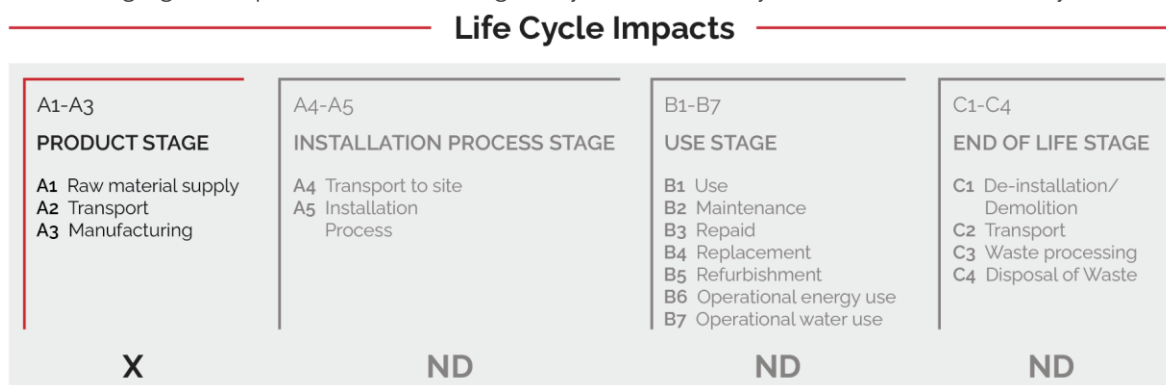 Life Cycle Impacts
A1-A3
PRODUCT STAGE
A1 Raw material supply
A2 Transport
A3 Manufacturing
X
A4-A5
INSTALLATION PROCESS STAGE
A4 Transport to site
A5 Installation
Process
ND
B1-B7
USE STAGE
B1 Use
B2 Maintenance
B3 Repaid
B4 Replacement
B5 Refurbishment
B6 Operational energy use
B7 Operational water use
ND
C1-C4
END OF LIFE STAGE
C1 De-installation/
Demolition
C2 Transport
C3 Waste processing
C4 Disposal of Waste
ND